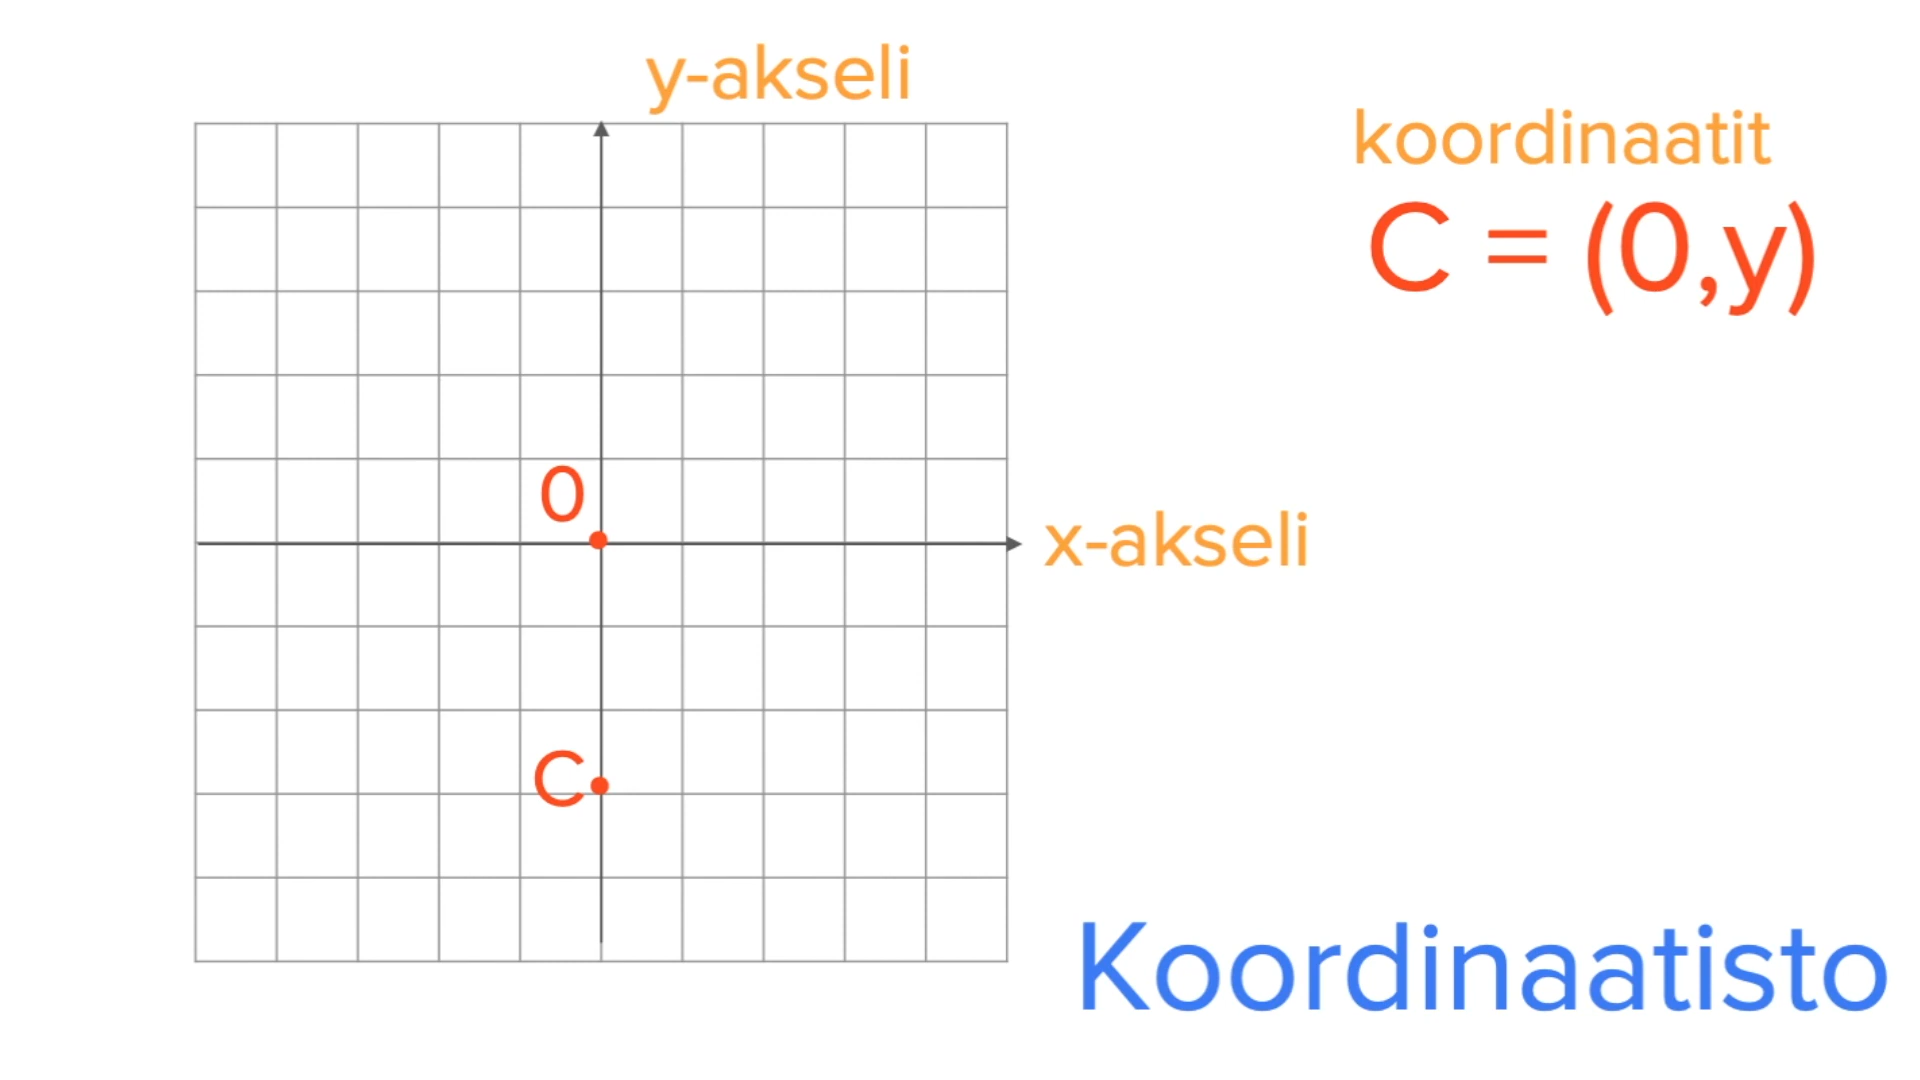 y-akseli
koordinaatit
C = (0,y)
0
x-akseli
C
Koordinaatisto